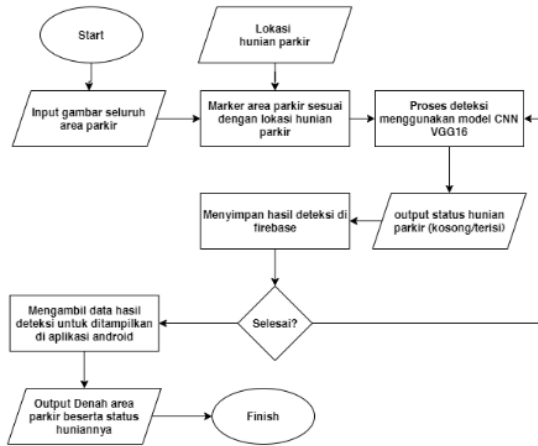 Start
Lokasi
hunian parkir
Input gambar seluruh
area parkir
Marker area parkir sesuai
dengan lokasi hunian
parkir
Proses deteksi
menggunakan model CNN
VGG16
output status hunian
parkir (kosong/terisi)
Menyimpan hasil deteksi di
firebase
Selesai?
Mengambil data hasil
deteksi untuk ditampilkan
di aplikasi android
Output Denah area
parkir beserta status
huniannya
Finish